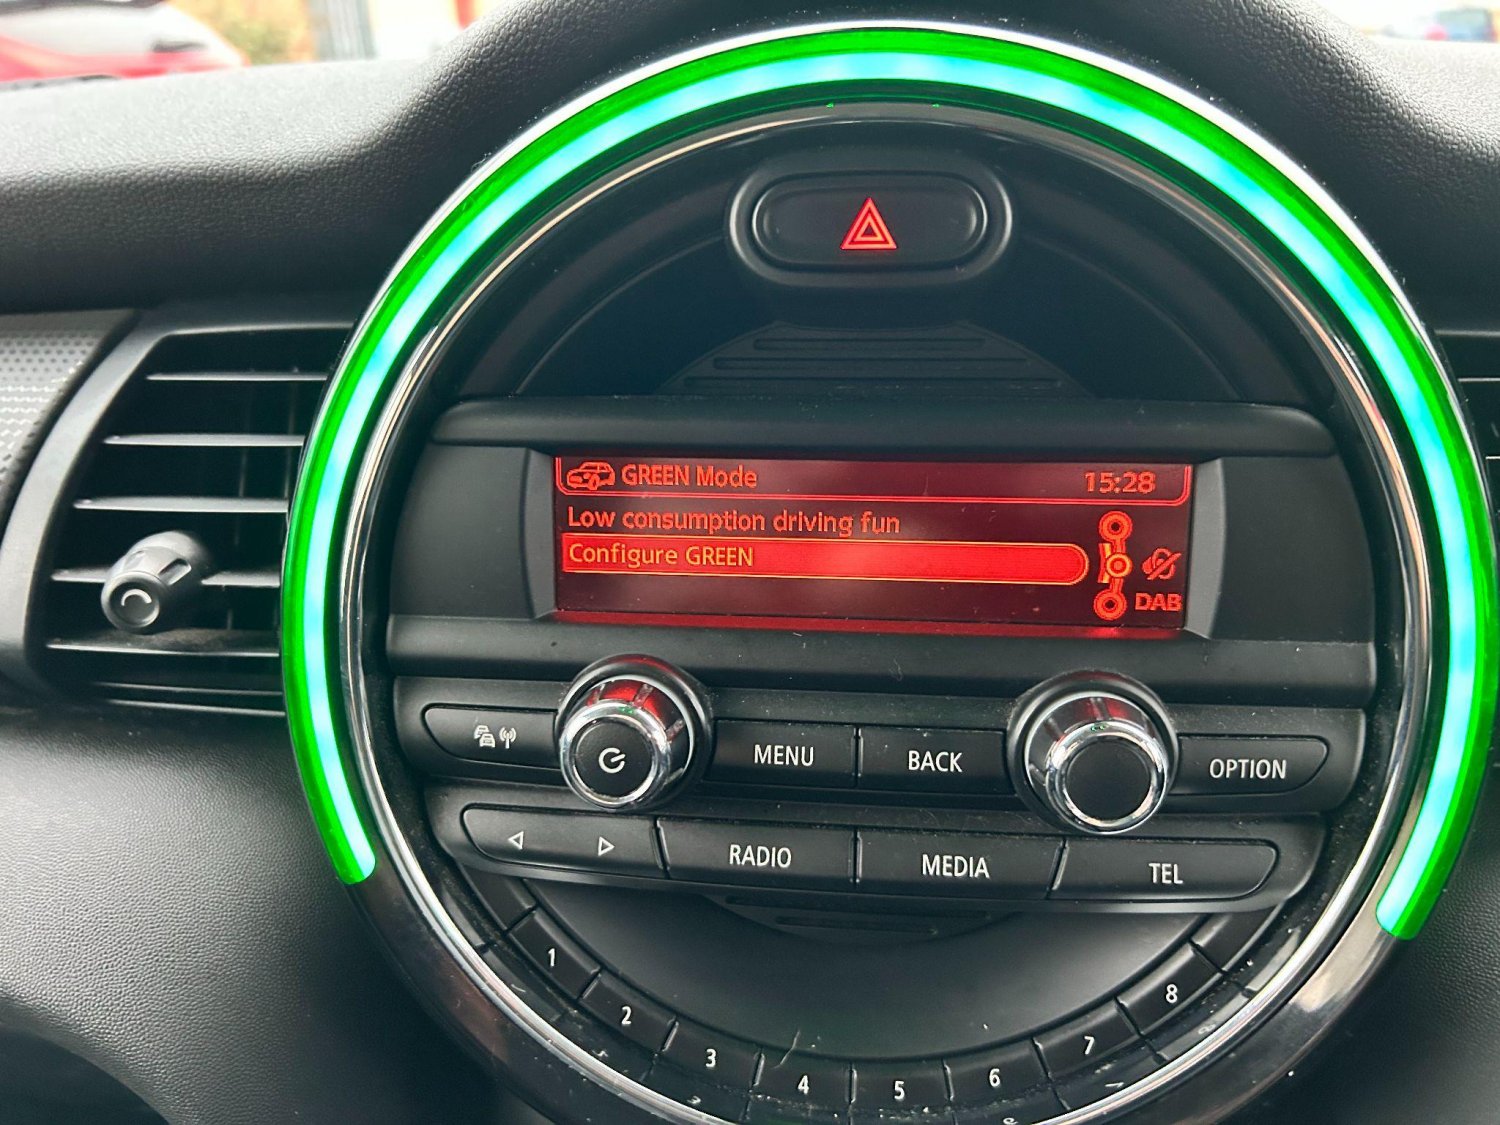 GREEN Mode 15:28
Low consumption driving fun
Configure GREEN
DAB
MENU BACK OPTION
RADIO MEDIA TEL
1 2 3 4 5 6 7 8